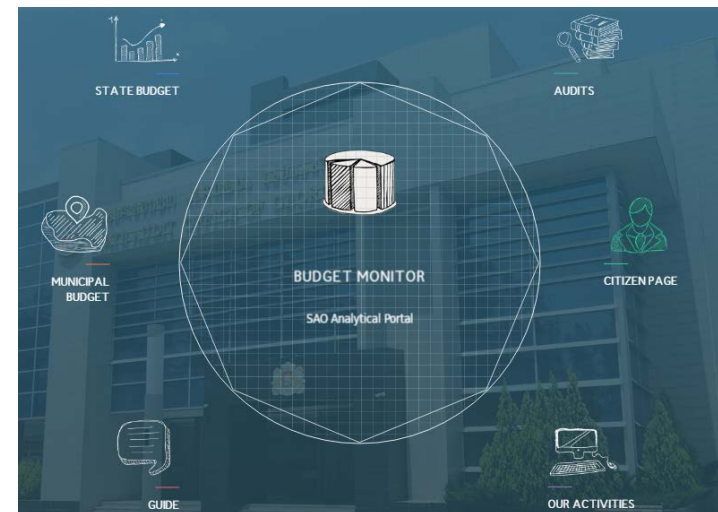 STATE BUDGET
AUDITS
BUDGET MONITOR
SAO Analytical Portal
MUNICIPAL
BUDGET
CITIZEN PAGE
GUIDE
OUR ACTIVITIES